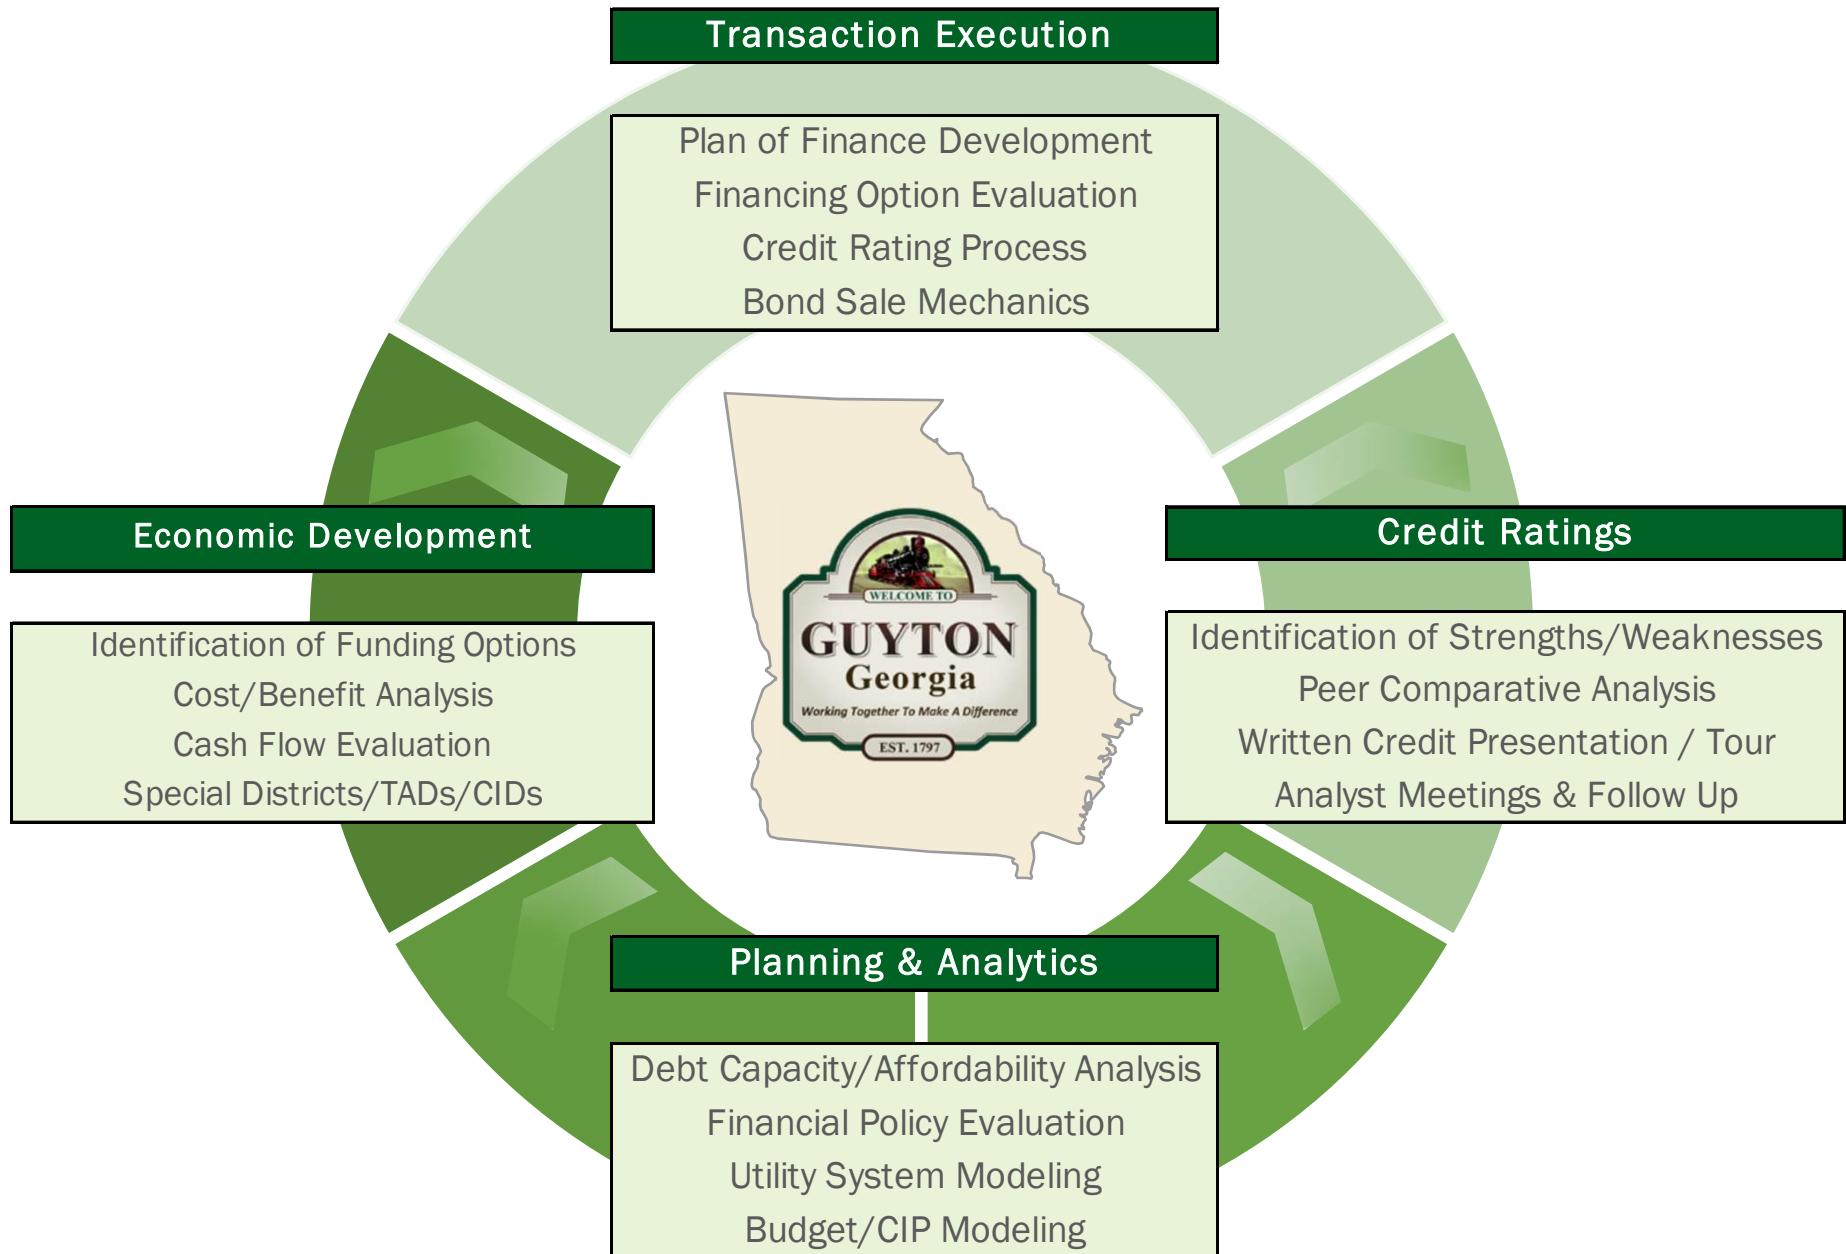 Transaction Execution
Plan of Finance Development
Financing Option Evaluation
Credit Rating Process
Bond Sale Mechanics
Economic Development
Identification of Funding Options
Cost/Benefit Analysis
Cash Flow Evaluation
Special Districts/TADs/CIDs
WELCOME TO
GUYTON
Georgia
Working Together To Make A Difference
EST. 1797
Credit Ratings
Identification of Strengths/Weaknesses
Peer Comparative Analysis
Written Credit Presentation / Tour
Analyst Meetings & Follow Up
Planning & Analytics
Debt Capacity/Affordability Analysis
Financial Policy Evaluation
Utility System Modeling
Budget/CIP Modeling